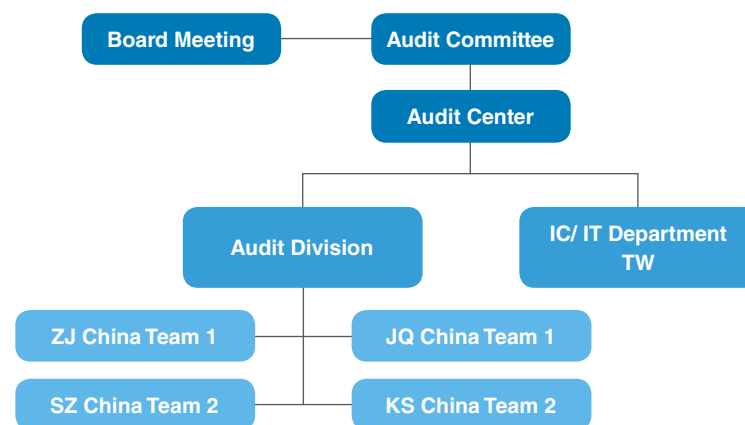 Board Meeting
Audit Committee
Audit Center
Audit Division
IC/ IT Department
TW
ZJ China Team 1
JQ China Team 1
SZ China Team 2
KS China Team 2